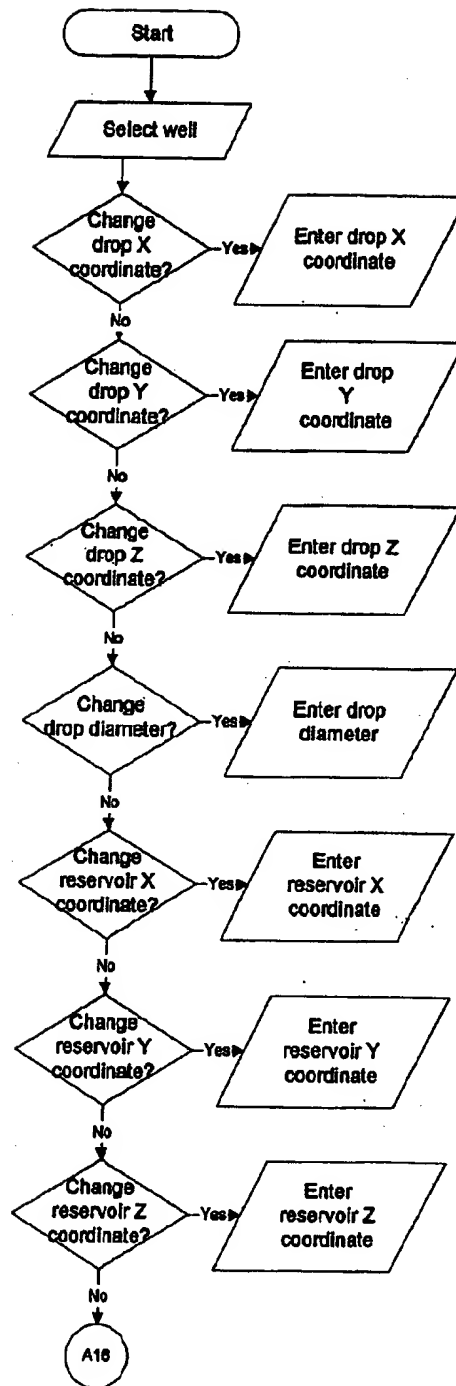 Start
Select well
Change
drop X
coordinate?
Yes
Enter drop X
coordinate
No
Change
drop Y
coordinate?
Yes
Enter drop
Y
coordinate
No
Change
drop Z
coordinate?
Yes
Enter drop Z
coordinate
No
Change
drop diameter?
Yes
Enter drop
diameter
No
Change
reservoir X
coordinate?
Yes
Enter
reservoir X
coordinate
No
Change
reservoir Y
coordinate?
Yes
Enter
reservoir Y
coordinate
No
Change
reservoir Z
coordinate?
Yes
Enter
reservoir Z
coordinate
No
A16